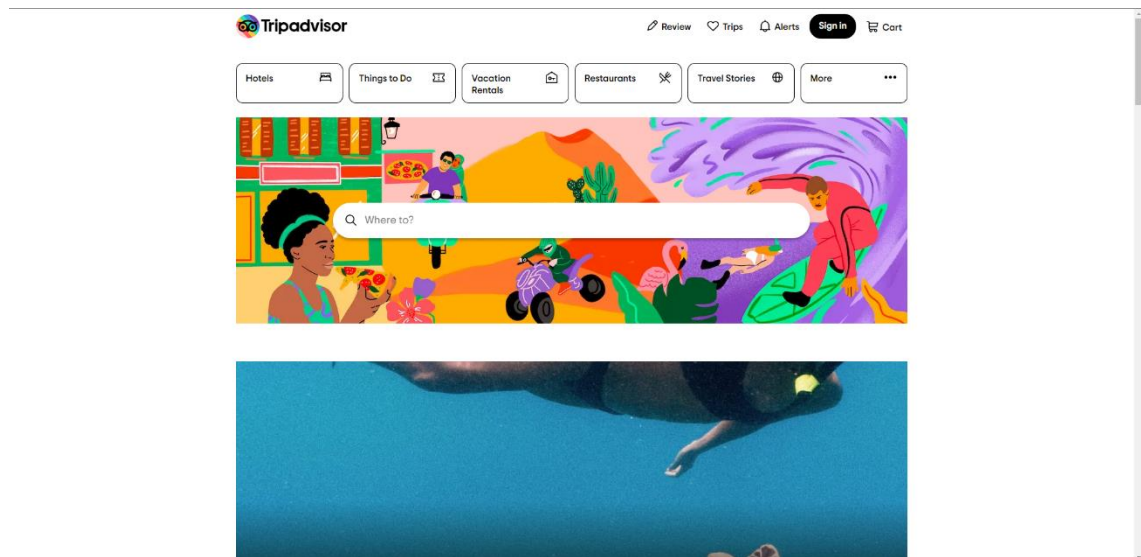 Tripadvisor
Review
Trips
Alerts
Sign in
Cart
Hotels
Things to Do
Vacation
Rentals
Restaurants
Travel Stories
More
Where to?